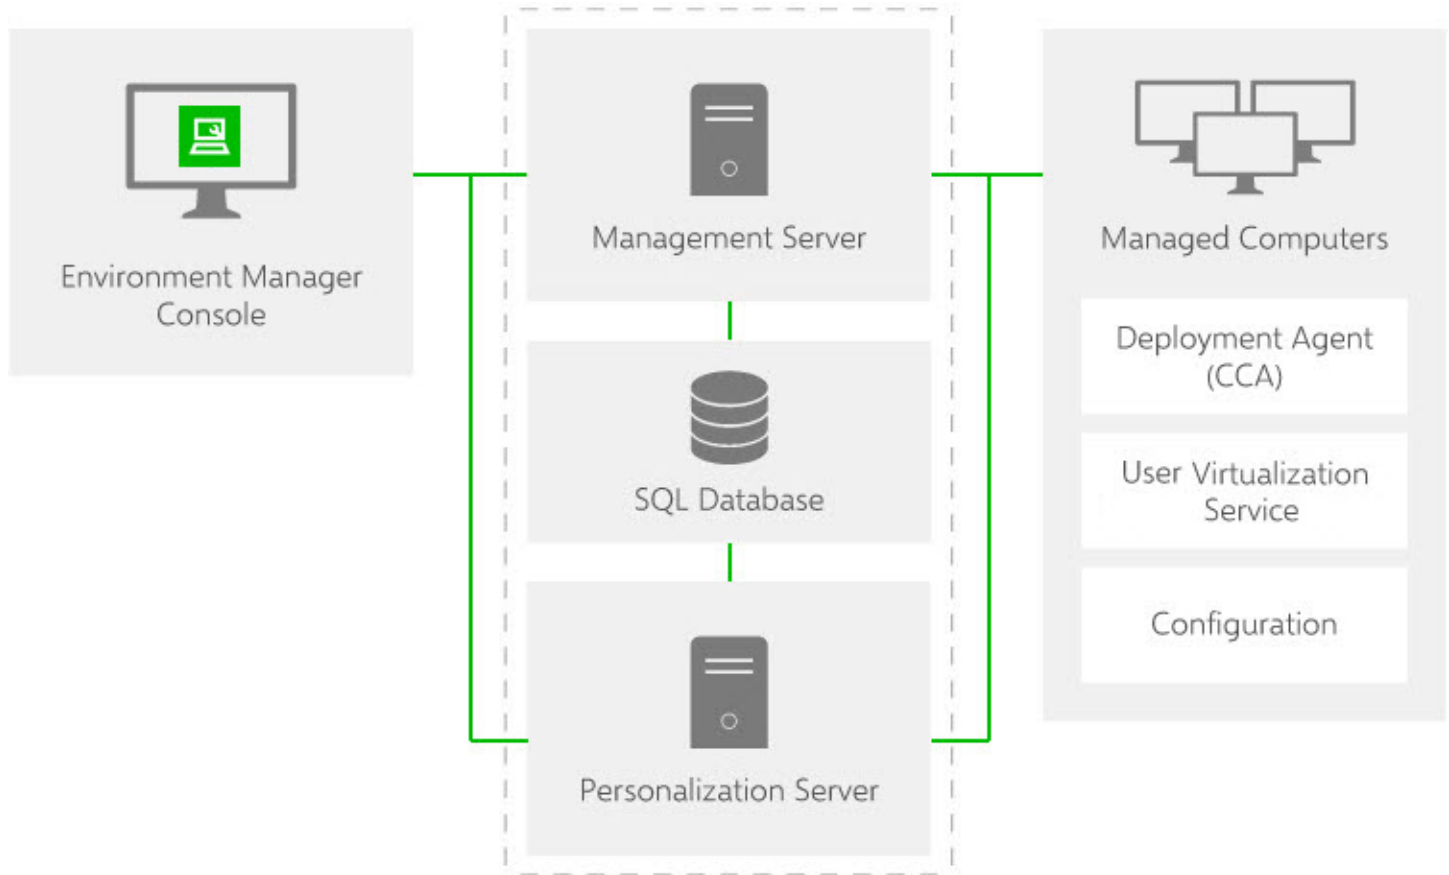 Environment Manager
Console
Management Server
SQL Database
Personalization Server
Managed Computers
Deployment Agent
(CCA)
User Virtualization
Service
Configuration